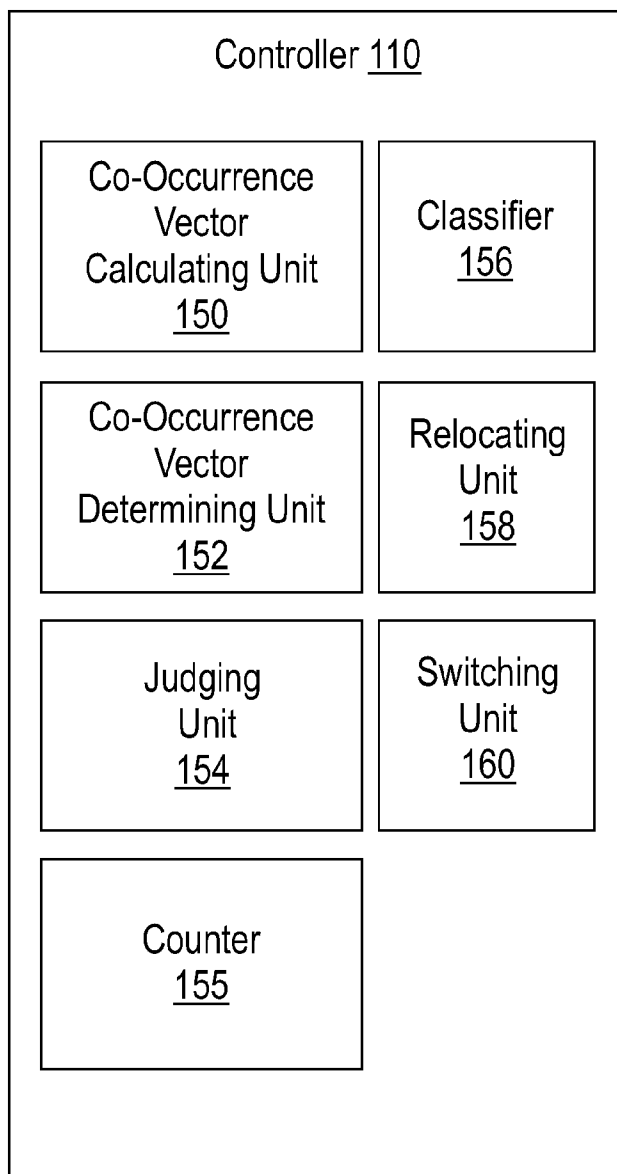 Controller 110
Co-Occurrence
Vector
Calculating Unit
150
Classifier
156
Co-Occurrence
Vector
Determining Unit
152
Relocating
Unit
158
Judging
Unit
154
Switching
Unit
160
Counter
155